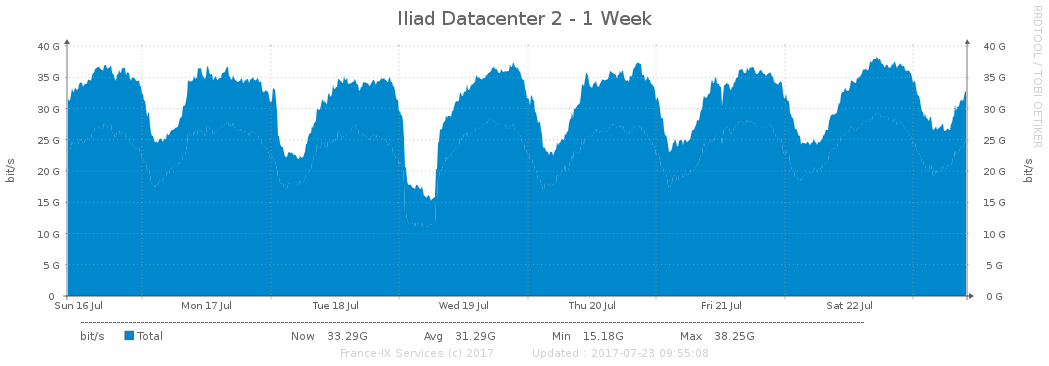 Iliad Datacenter 2 - 1 Week
RRDTOOL / TOBI OETIKER
40 G 40 G
35 G 35 G
30 G 30 G
25 G 25 G
20 G 20 G
15 G 15 G
10 G 10 G
5 G 5 G
0 0 G
bit/s bit/s
Sun 16 Jul Mon 17 Jul Tue 18 Jul Wed 19 Jul Thu 20 Jul Fri 21 Jul Sat 22 Jul
bit/s Total Now 33.29G Avg 31.29G Min 15.18G Max 38.25G
France-IX Services (c) 2017 Updated : 2017-07-23 09:55:08